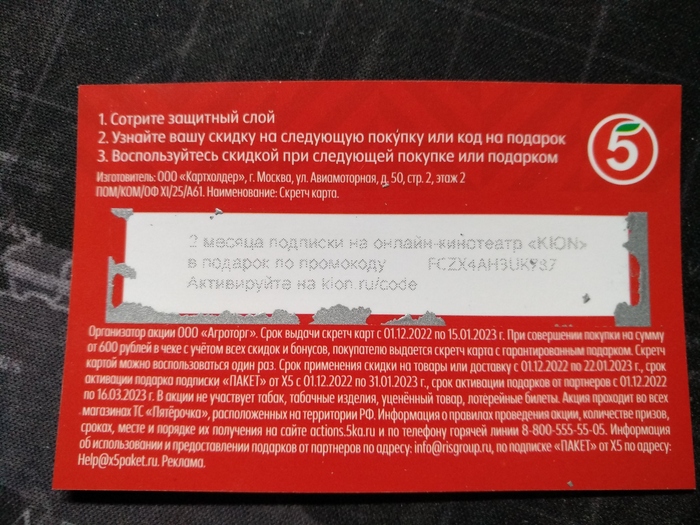 1. Сотрите защитный слой
2. Узнайте вашу скидку на следующую покупку или код на подарок
3. Воспользуйтесь скидкой при следующей покупке или подарком
5
Изготовитель: ООО «Картхолдер», г. Москва, ул. Авиамоторная, д. 50, стр. 2, этаж 2
ПОМ/КОМ/ОФ XI/25/А61. Наименование: Скретч карта.
2 месяца подписки на онлайн-кинотеатр «KION»
в подарок по промокоду
Активируйте на kion.ru/code
Организатор акции ООО «Агроторг». Срок выдачи скретч карт с 01.12.2022 по 15.01.2023 г. При совершении покупки на сумму
от 600 рублей в чеке с учётом всех скидок и бонусов, покупателю выдается скретч карта с гарантированным подарком. Скретч
картой можно воспользоваться один раз. Срок применения скидки на товары или доставку с 01.12.2022 по 22.01.2023 г., срок
активации подарка подписки «ПАКЕТ» от X5 с 01.12.2022 по 31.01.2023 г., срок активации подарков от партнеров с 01.12.2022
по 16.03.2023 г. В акции не участвует табак, табачные изделия, уценённый товар, лотерейные билеты. Акция проходит во всех
магазинах ТС «Пятёрочка», расположенных на территории РФ. Информация о правилах проведения акции, количестве призов,
сроках, месте и порядке их получения на сайте actions.5ka.ru и по телефону горячей линии 8-800-555-55-05. Информация
об использовании и предоставлении подарков от партнеров по адресу: info@risgroup.ru, по подписке «ПАКЕТ» от X5 по адресу:
Help@x5paket.ru. Реклама.